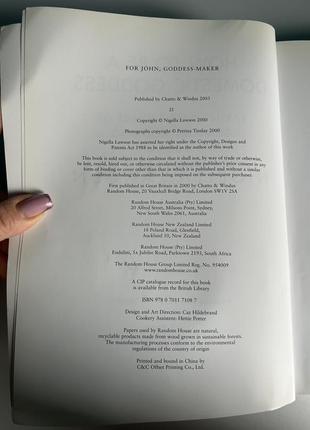 FOR JOHN, GODDESS-MAKER
Published by Chatto & Windus 2003
21
Copyright © Nigella Lawson 2000
Photographs copyright © Petrina Tinslay 2000
Nigella Lawson has asserted her right under the Copyright, Designs and
Patents Act 1988 to be identified as the author of this work
This book is sold subject to the condition that it shall not, by way of trade or otherwise,
be lent, resold, hired out, or otherwise circulated without the publisher's prior consent in any
form of binding or cover other than that in which it is published and without a similar
condition including this condition being imposed on the subsequent purchaser.
First published in Great Britain in 2000 by Chatto & Windus
Random House, 20 Vauxhall Bridge Road, London SW1V 2SA
Random House Australia (Pty) Limited
20 Alfred Street, Milsons Point, Sydney,
New South Wales 2061, Australia
Random House New Zealand Limited
18 Poland Road, Glenfield,
Auckland 10, New Zealand
Random House (Pty) Limited
Endulini, 5a Jubilee Road, Parktown 2193, South Africa
The Random House Group Limited Reg. No. 954009
www.randomhouse.co.uk
A CIP catalogue record for this book
is available from the British Library
ISBN 978 0 7011 7108 7
Design and Art Direction: Caz Hildebrand
Cookery Assistant: Hettie Potter
Papers used by Random House are natural,
recyclable products made from wood grown in sustainable forests.
The manufacturing processes conform to the environmental
regulations of the country of origin
Printed and bound in China by
C&C Offset Printing Co., Ltd